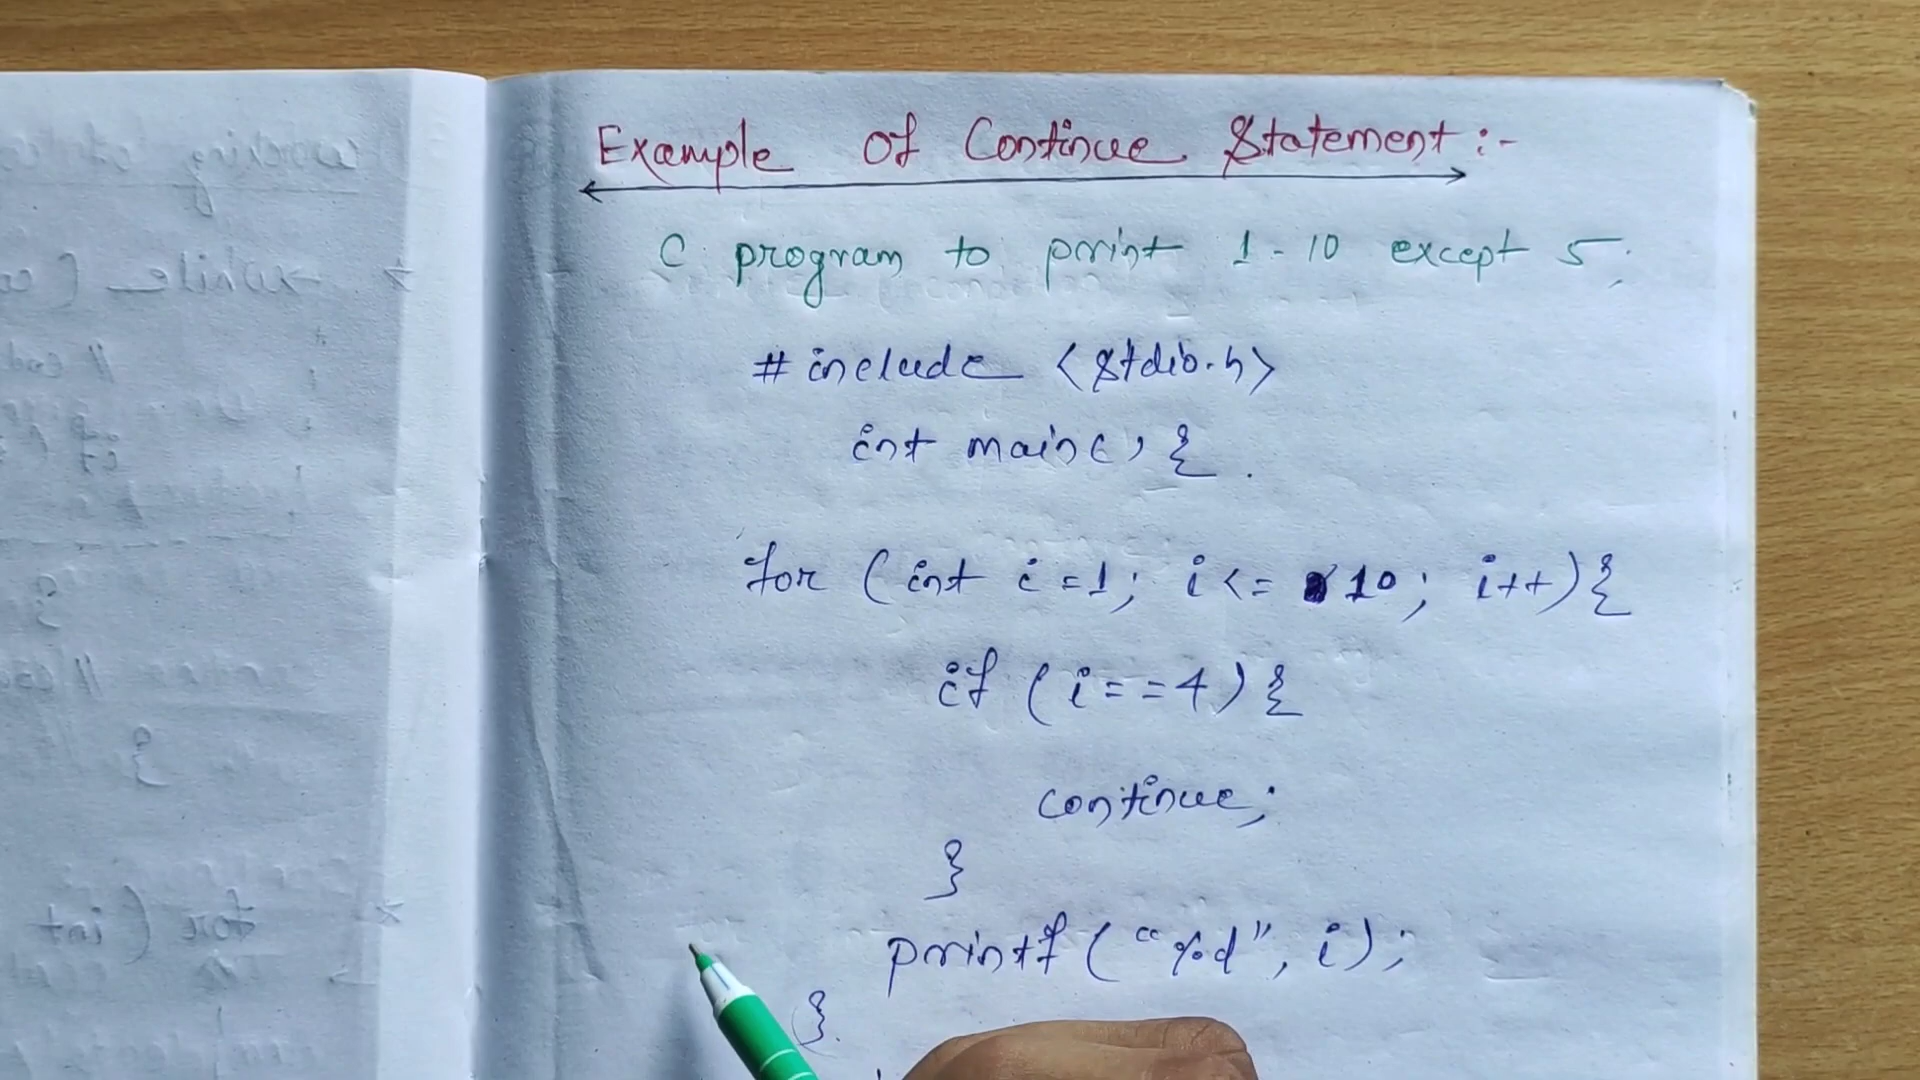 Example Of Continue Statement :-
C program to print 1 - 10 except 5.
# include <stdio.h>
int main() {
for (int i = 1; i <= 10; i++) {
if (i == 4) {
continue;
}
printf ("%d", i);
}